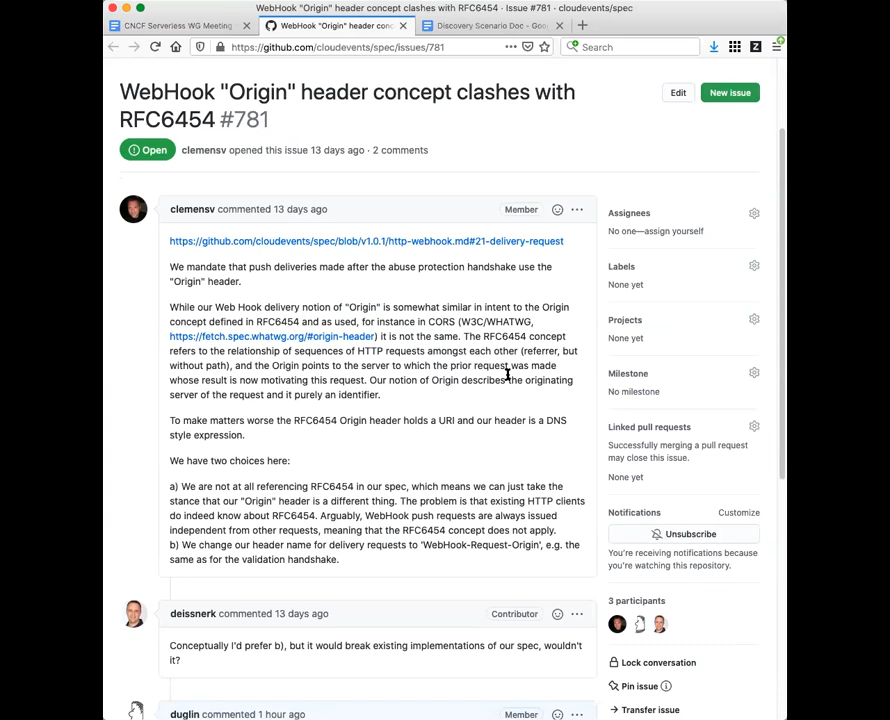 WebHook "Origin" header concept clashes with RFC6454 · Issue #781 · cloudevents/spec
CNCF Serverless WG Meeting
WebHook "Origin" header conc
Discovery Scenario Doc - Goo
https://github.com/cloudevents/spec/issues/781
Search
WebHook "Origin" header concept clashes with
RFC6454 #781
Edit
New issue
Open
clemensv opened this issue 13 days ago · 2 comments
clemensv commented 13 days ago
Member
https://github.com/cloudevents/spec/blob/v1.0.1/http-webhook.md#21-delivery-request
We mandate that push deliveries made after the abuse protection handshake use the
"Origin" header.
While our Web Hook delivery notion of "Origin" is somewhat similar in intent to the Origin
concept defined in RFC6454 and as used, for instance in CORS (W3C/WHATWG,
https://fetch.spec.whatwg.org/#origin-header) it is not the same. The RFC6454 concept
refers to the relationship of sequences of HTTP requests amongst each other (referrer, but
without path), and the Origin points to the server to which the prior request was made
whose result is now motivating this request. Our notion of Origin describes the originating
server of the request and it purely an identifier.
To make matters worse the RFC6454 Origin header holds a URI and our header is a DNS
style expression.
We have two choices here:
a) We are not at all referencing RFC6454 in our spec, which means we can just take the
stance that our "Origin" header is a different thing. The problem is that existing HTTP clients
do indeed know about RFC6454. Arguably, WebHook push requests are always issued
independent from other requests, meaning that the RFC6454 concept does not apply.
b) We change our header name for delivery requests to 'WebHook-Request-Origin', e.g. the
same as for the validation handshake.
deissnerk commented 13 days ago
Contributor
Conceptually I'd prefer b), but it would break existing implementations of our spec, wouldn't
it?
duglin commented 1 hour ago
Member
Assignees
No one—assign yourself
Labels
None yet
Projects
None yet
Milestone
No milestone
Linked pull requests
Successfully merging a pull request
may close this issue.
None yet
Notifications
Customize
Unsubscribe
You're receiving notifications because
you're watching this repository.
3 participants
Lock conversation
Pin issue
Transfer issue